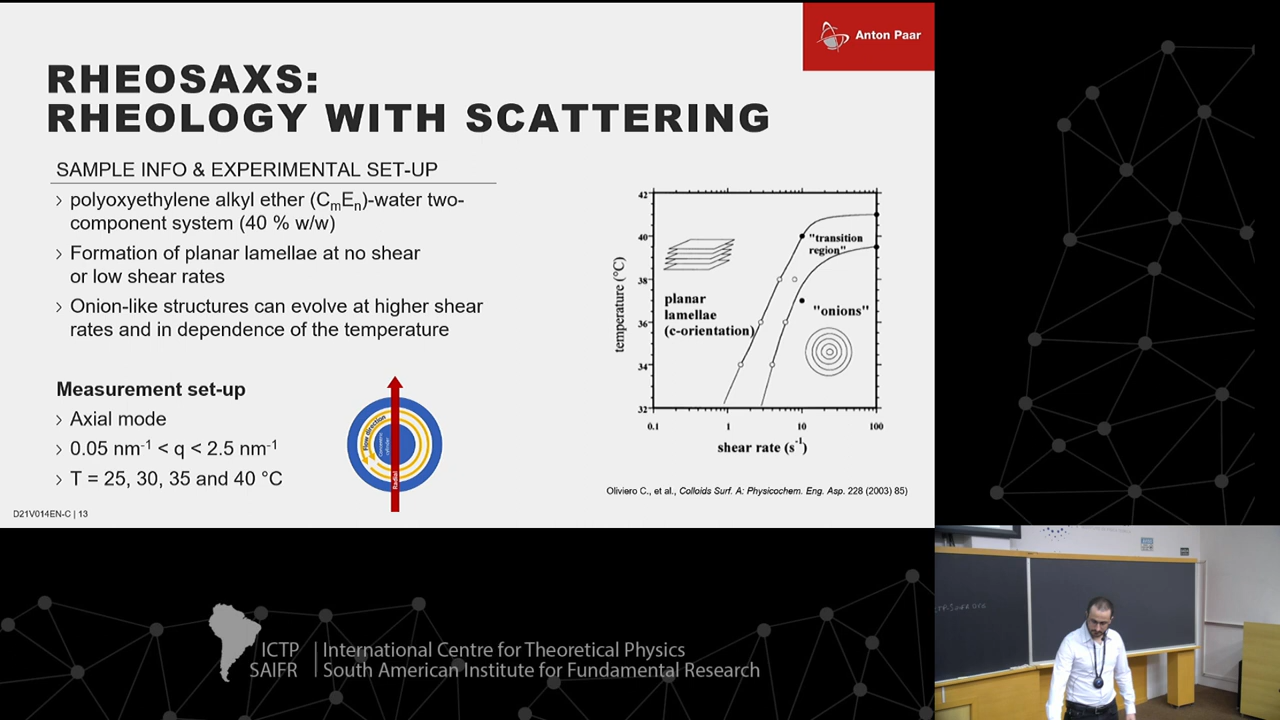 Anton Paar
RHEOSAXS:
RHEOLOGY WITH SCATTERING
SAMPLE INFO & EXPERIMENTAL SET-UP
› polyoxyethylene alkyl ether (CmEn)-water two-
component system (40 % w/w)
› Formation of planar lamellae at no shear
or low shear rates
› Onion-like structures can evolve at higher shear
rates and in dependence of the temperature
Measurement set-up
› Axial mode
› 0.05 nm-1 < q < 2.5 nm-1
› T = 25, 30, 35 and 40 °C
Flow direction
Radial
42
40
38
36
34
32
temperature (°C)
"transition
region"
planar
lamellae
(c-orientation)
"onions"
0.1
1
10
100
shear rate (s-1)
Oliviero C., et al., Colloids Surf. A: Physicochem. Eng. Asp. 228 (2003) 85)
D21V014EN-C | 13
ICTP
SAIFR
International Centre for Theoretical Physics
South American Institute for Fundamental Research